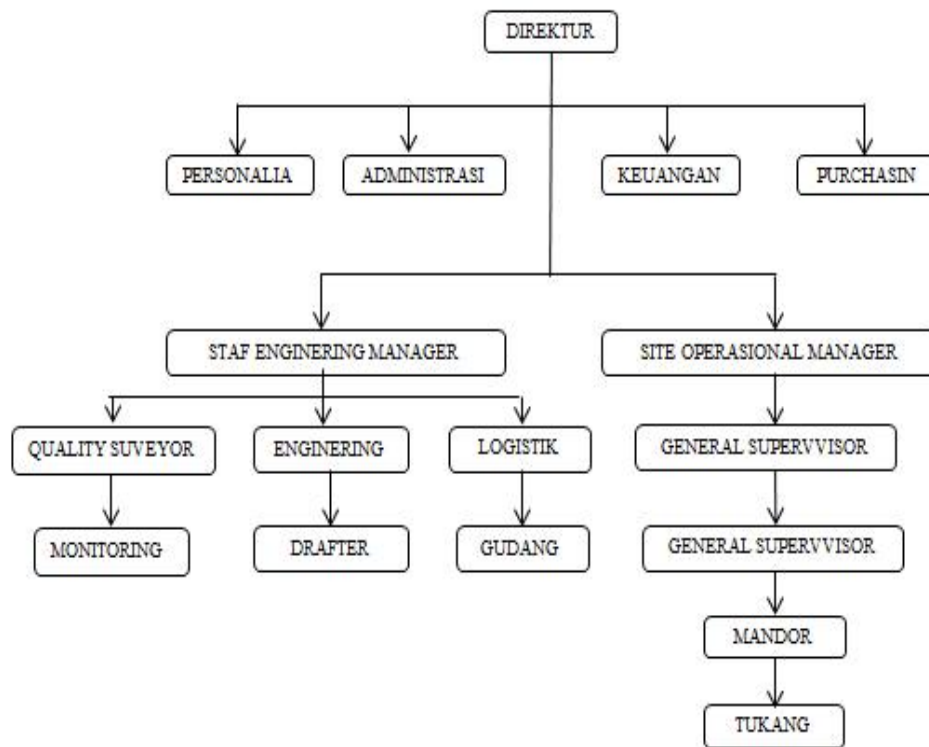 DIREKTUR
PERSONALIA
ADMINISTRASI
KEUANGAN
PURCHASIN
STAF ENGINERING MANAGER
SITE OPERASIONAL MANAGER
QUALITY SUVEYOR
ENGINERING
LOGISTIK
GENERAL SUPERVVISOR
MONITORING
DRAFTER
GUDANG
GENERAL SUPERVVISOR
MANDOR
TUKANG